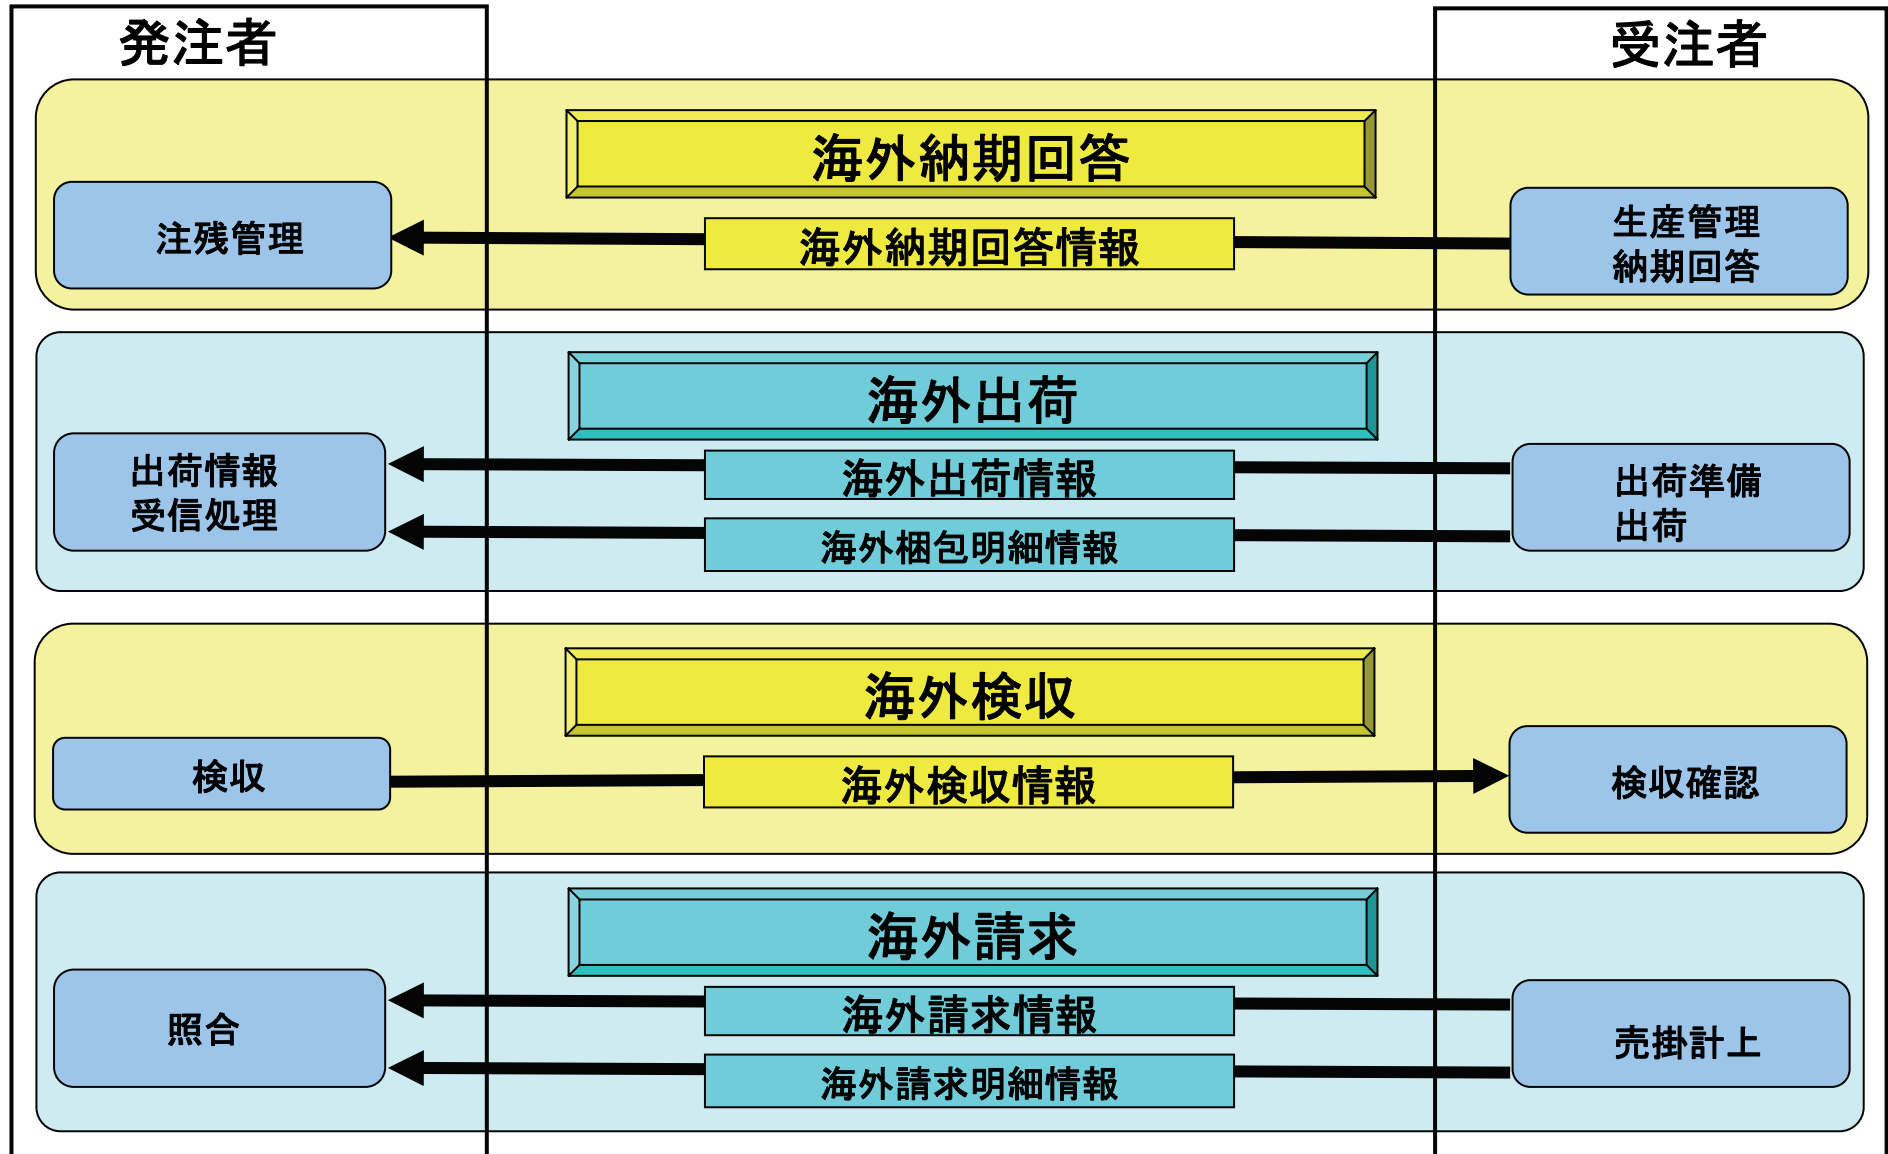 発注者
受注者
海外納期回答
注残管理
海外納期回答情報
生産管理
納期回答
海外出荷
出荷情報
受信処理
海外出荷情報
海外梱包明細情報
出荷準備
出荷
海外検収
検収
海外検収情報
検収確認
海外請求
照合
海外請求情報
海外請求明細情報
売掛計上